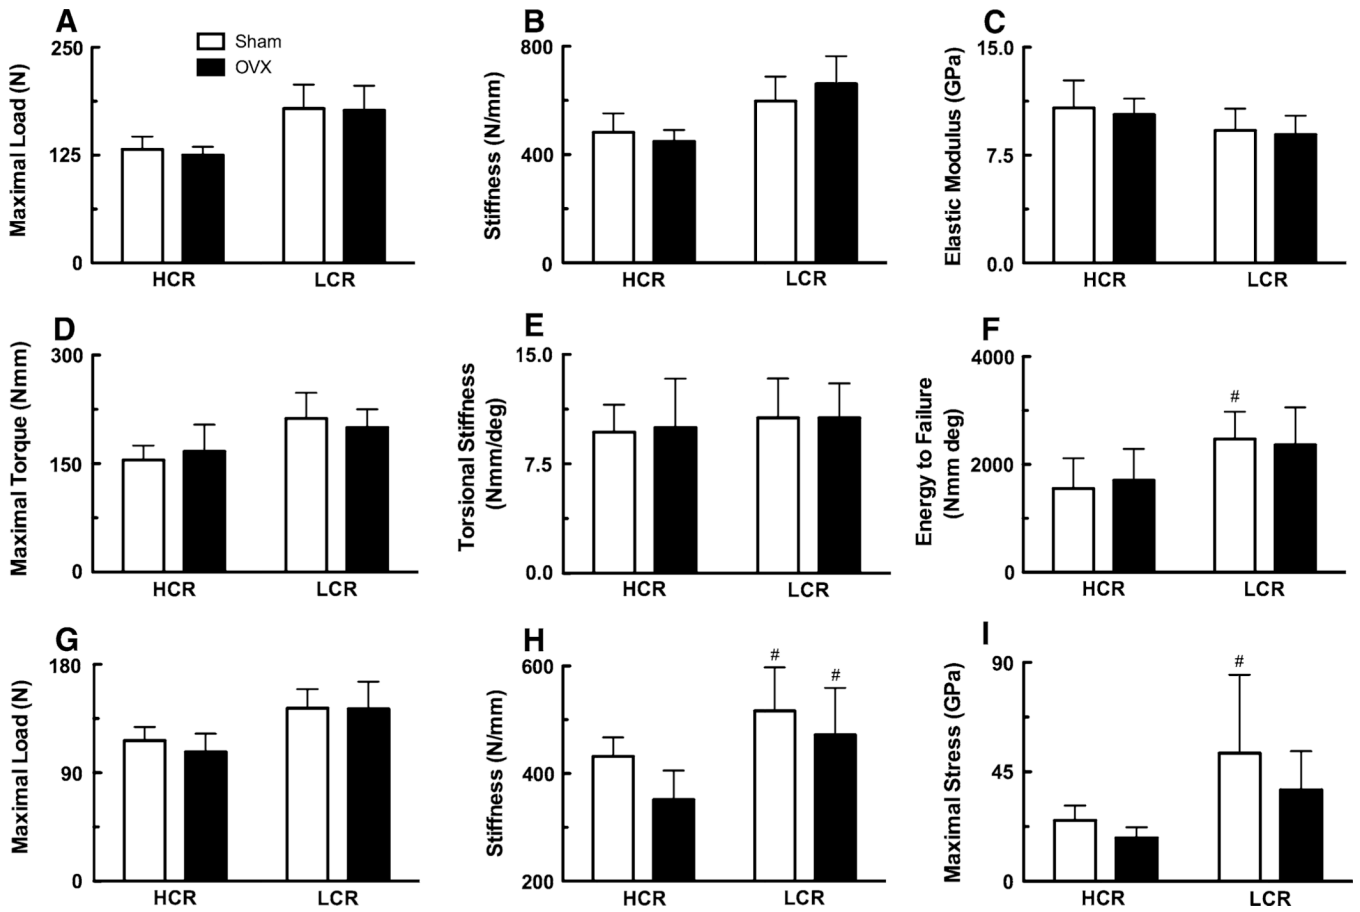 A
Sham
OVX
Maximal Load (N)
250
125
0
HCR
LCR
B
Stiffness (N/mm)
800
400
0
HCR
LCR
C
Elastic Modulus (GPa)
15.0
7.5
0.0
HCR
LCR
D
Maximal Torque (Nmm)
300
150
0
HCR
LCR
E
Torsional Stiffness
(Nmm/deg)
15.0
7.5
0.0
HCR
LCR
F
Energy to Failure
(Nmm deg)
4000
2000
0
#
HCR
LCR
G
Maximal Load (N)
180
90
0
HCR
LCR
H
Stiffness (N/mm)
600
400
200
#
#
HCR
LCR
I
Maximal Stress (GPa)
90
45
0
#
HCR
LCR